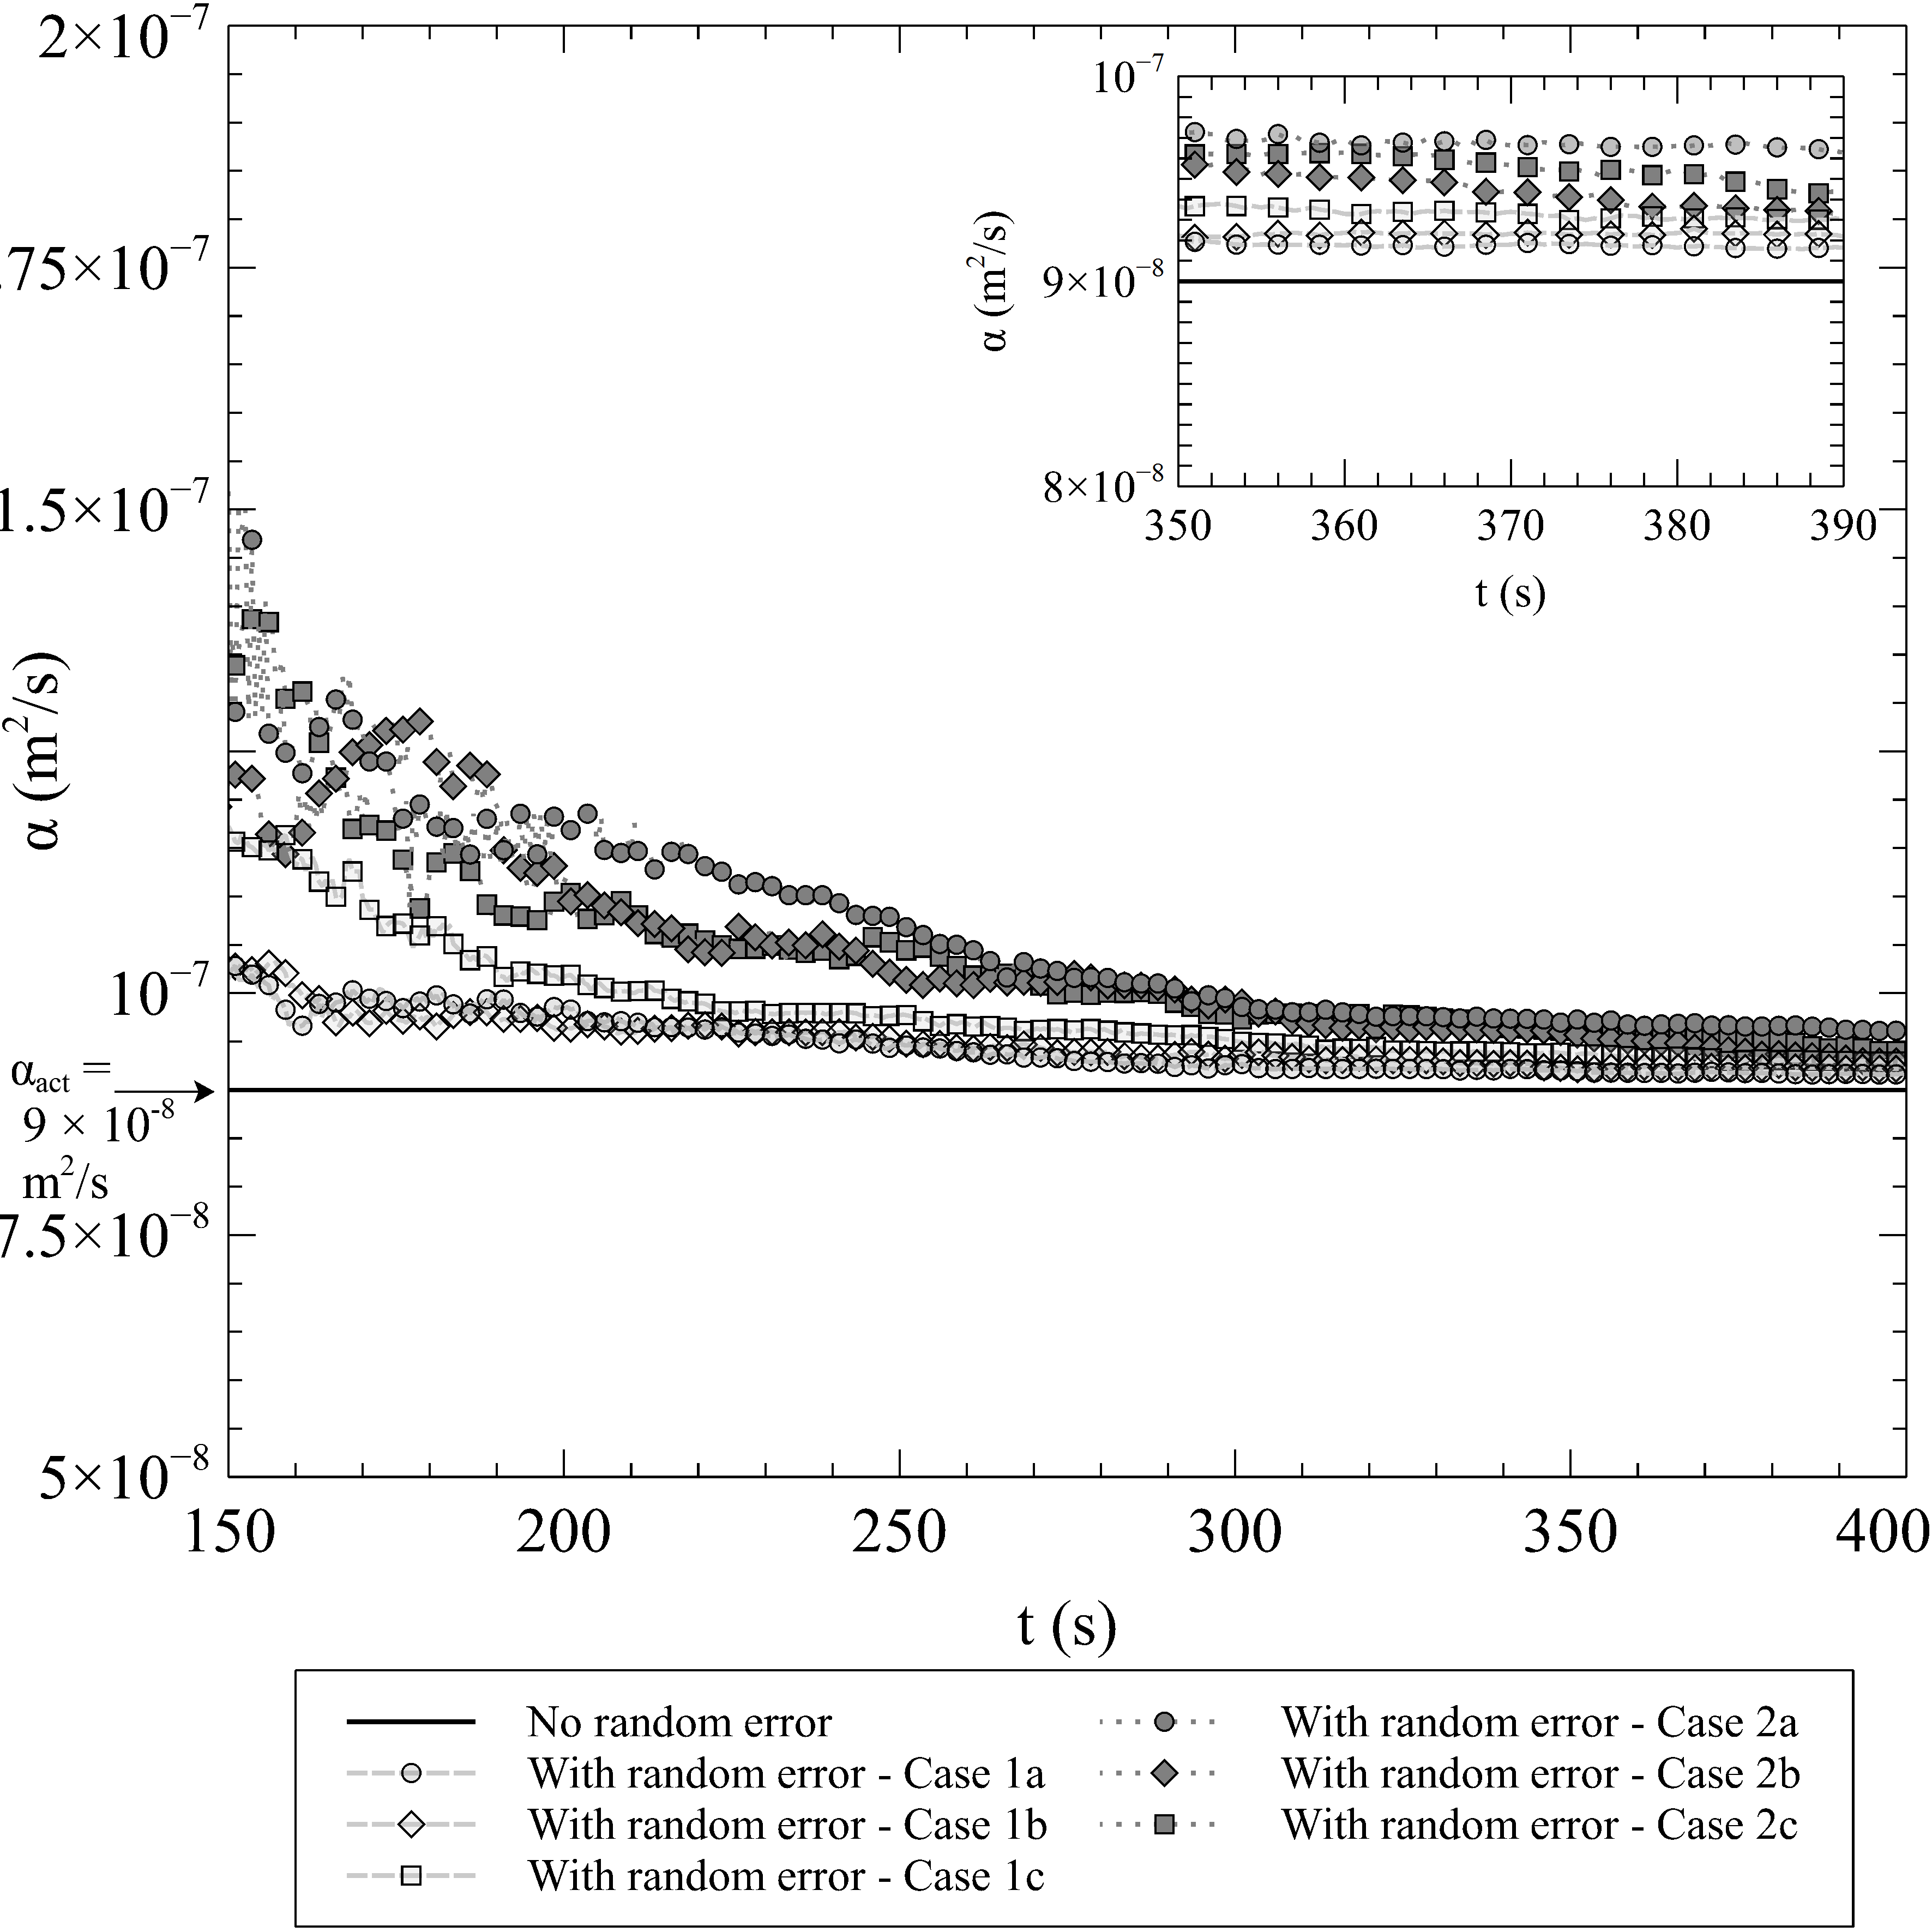 2×10⁻⁷
.75×10⁻⁷
1.5×10⁻⁷
10⁻⁷
7.5×10⁻⁸
5×10⁻⁸
α (m²/s)
αact =
9 × 10⁻⁸
m²/s
150 200 250 300 350 400
t (s)
10⁻⁷
9×10⁻⁸
8×10⁻⁸
α (m²/s)
350 360 370 380 390
t (s)
No random error
With random error - Case 1a
With random error - Case 1b
With random error - Case 1c
With random error - Case 2a
With random error - Case 2b
With random error - Case 2c